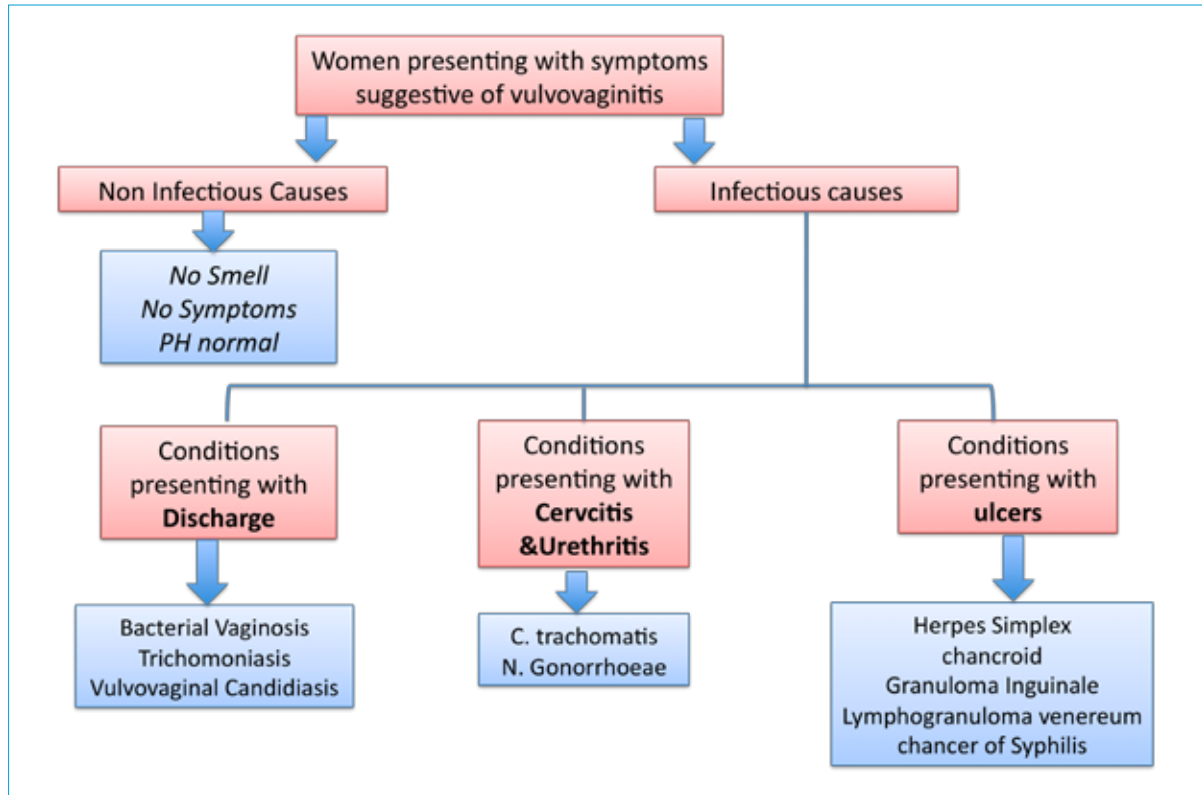 Women presenting with symptoms
suggestive of vulvovaginitis
Non Infectious Causes
Infectious causes
No Smell
No Symptoms
PH normal
Conditions
presenting with
Discharge
Conditions
presenting with
Cervcitis
&Urethritis
Conditions
presenting with
ulcers
Bacterial Vaginosis
Trichomoniasis
Vulvovaginal Candidiasis
C. trachomatis
N. Gonorrhoeae
Herpes Simplex
chancroid
Granuloma Inguinale
Lymphogranuloma venereum
chancer of Syphilis